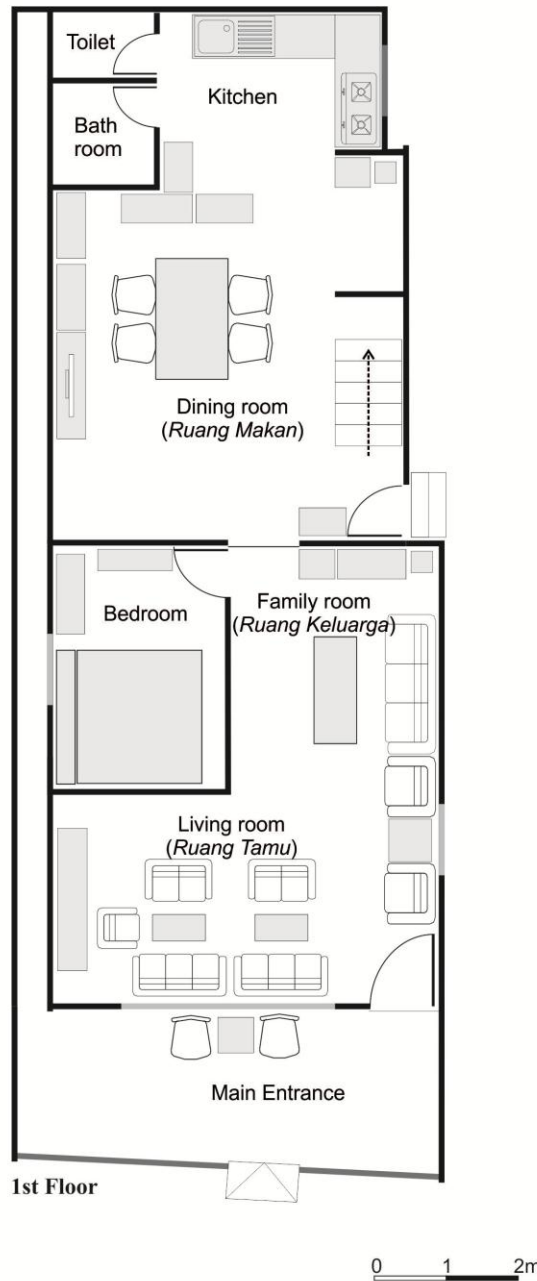 Toilet
Kitchen
Bath
room
Dining room
(Ruang Makan)
Bedroom
Family room
(Ruang Keluarga)
Living room
(Ruang Tamu)
Main Entrance
1st Floor
0 1 2m